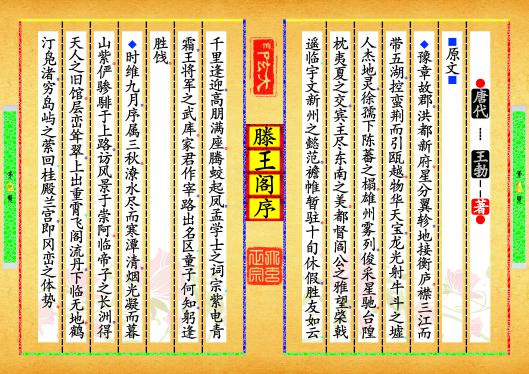 唐代 王勃 著
■原文■
◆豫章故郡洪都新府星分翼轸地接衡庐襟三江而
带五湖控蛮荆而引瓯越物华天宝龙光射牛斗之墟
人杰地灵徐孺下陈蕃之榻雄州雾列俊采星驰台隍
枕夷夏之交宾主尽东南之美都督阎公之雅望棨戟
遥临宇文新州之懿范襜帷暂驻十旬休假胜友如云
滕王阁序
千里逢迎高朋满座腾蛟起凤孟学士之词宗紫电青
霜王将军之武库家君作宰路出名区童子何知躬逢
胜饯
◆时维九月序属三秋潦水尽而寒潭清烟光凝而暮
山紫俨骖騑于上路访风景于崇阿临帝子之长洲得
天人之旧馆层峦耸翠上出重霄飞阁流丹下临无地鹤
汀凫渚穷岛屿之萦回桂殿兰宫即冈峦之体势